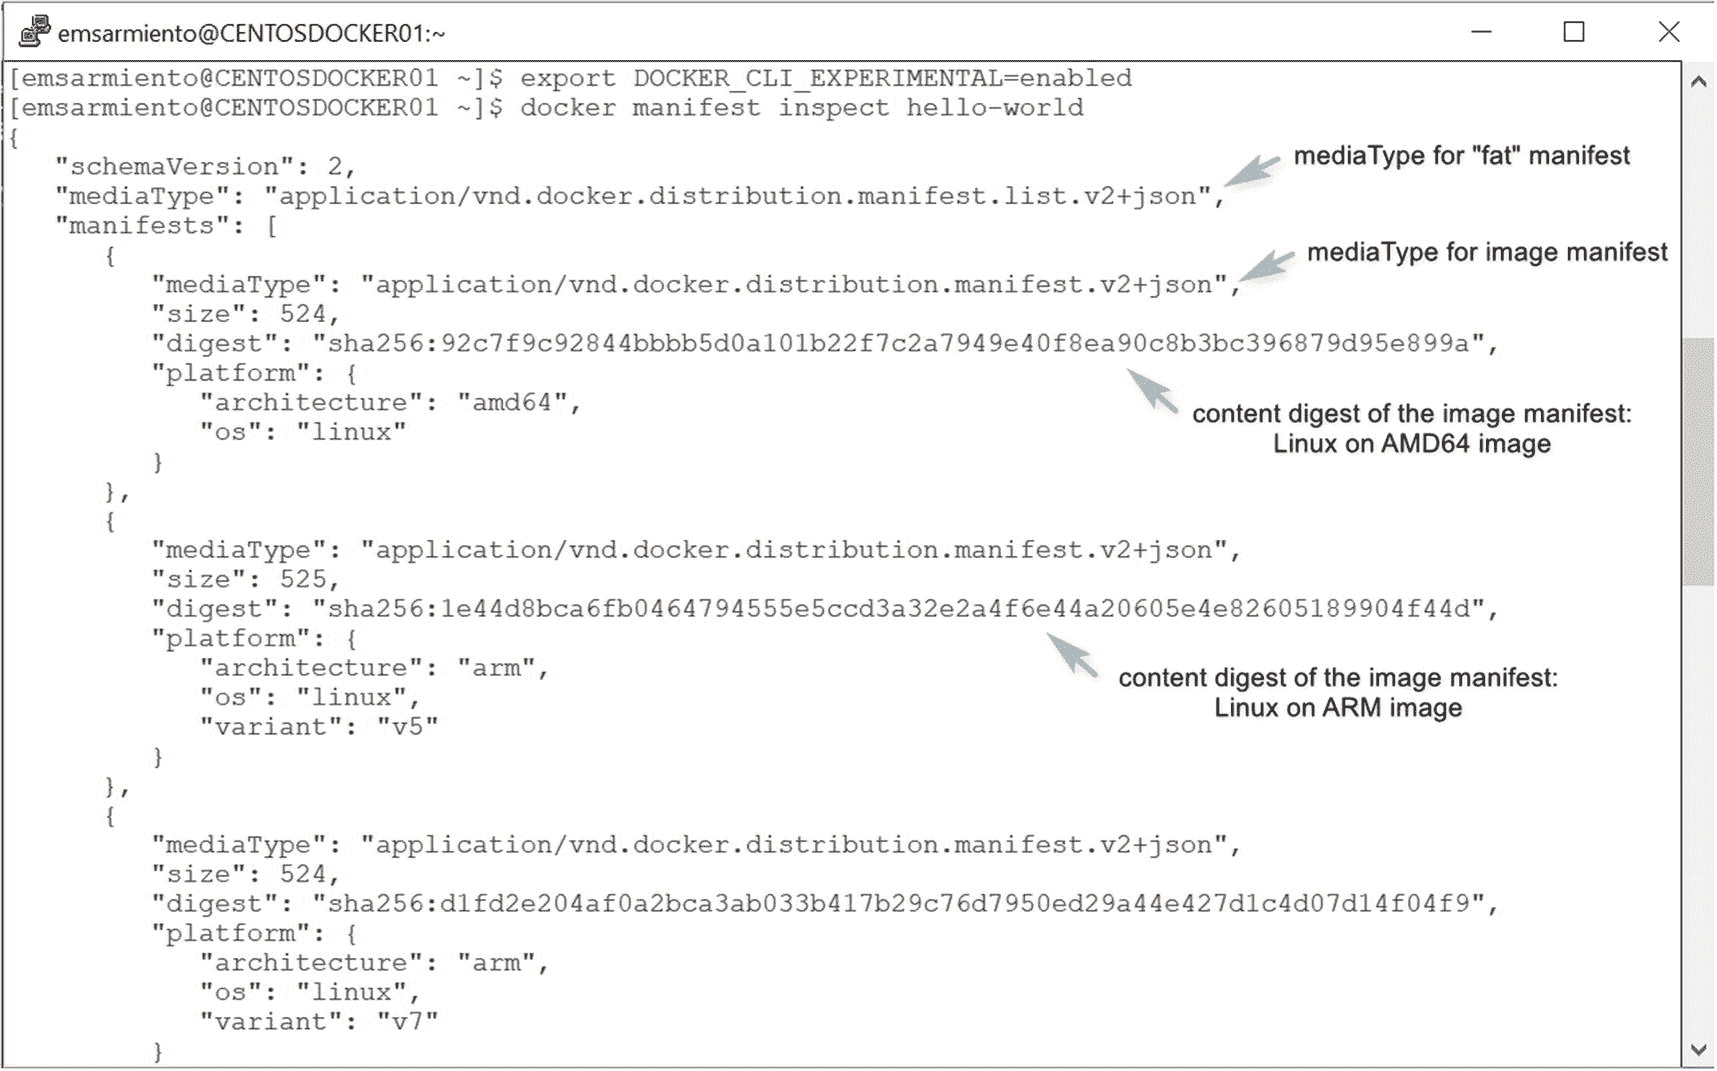 emsarmiento@CENTOSDOCKER01:~
[emsarmiento@CENTOSDOCKER01 ~]$ export DOCKER_CLI_EXPERIMENTAL=enabled
[emsarmiento@CENTOSDOCKER01 ~]$ docker manifest inspect hello-world
{
"schemaVersion": 2,
mediaType for "fat" manifest
"mediaType": "application/vnd.docker.distribution.manifest.list.v2+json",
"manifests": [
{
mediaType for image manifest
"mediaType": "application/vnd.docker.distribution.manifest.v2+json",
"size": 524,
"digest": "sha256:92c7f9c92844bbbb5d0a101b22f7c2a7949e40f8ea90c8b3bc396879d95e899a",
"platform": {
"architecture": "amd64",
"os": "linux"
}
content digest of the image manifest:
Linux on AMD64 image
},
{
"mediaType": "application/vnd.docker.distribution.manifest.v2+json",
"size": 525,
"digest": "sha256:1e44d8bca6fb0464794555e5ccd3a32e2a4f6e44a20605e4e82605189904f44d",
"platform": {
"architecture": "arm",
"os": "linux",
"variant": "v5"
}
content digest of the image manifest:
Linux on ARM image
},
{
"mediaType": "application/vnd.docker.distribution.manifest.v2+json",
"size": 524,
"digest": "sha256:d1fd2e204af0a2bca3ab033b417b29c76d7950ed29a44e427d1c4d07d14f04f9",
"platform": {
"architecture": "arm",
"os": "linux",
"variant": "v7"
}